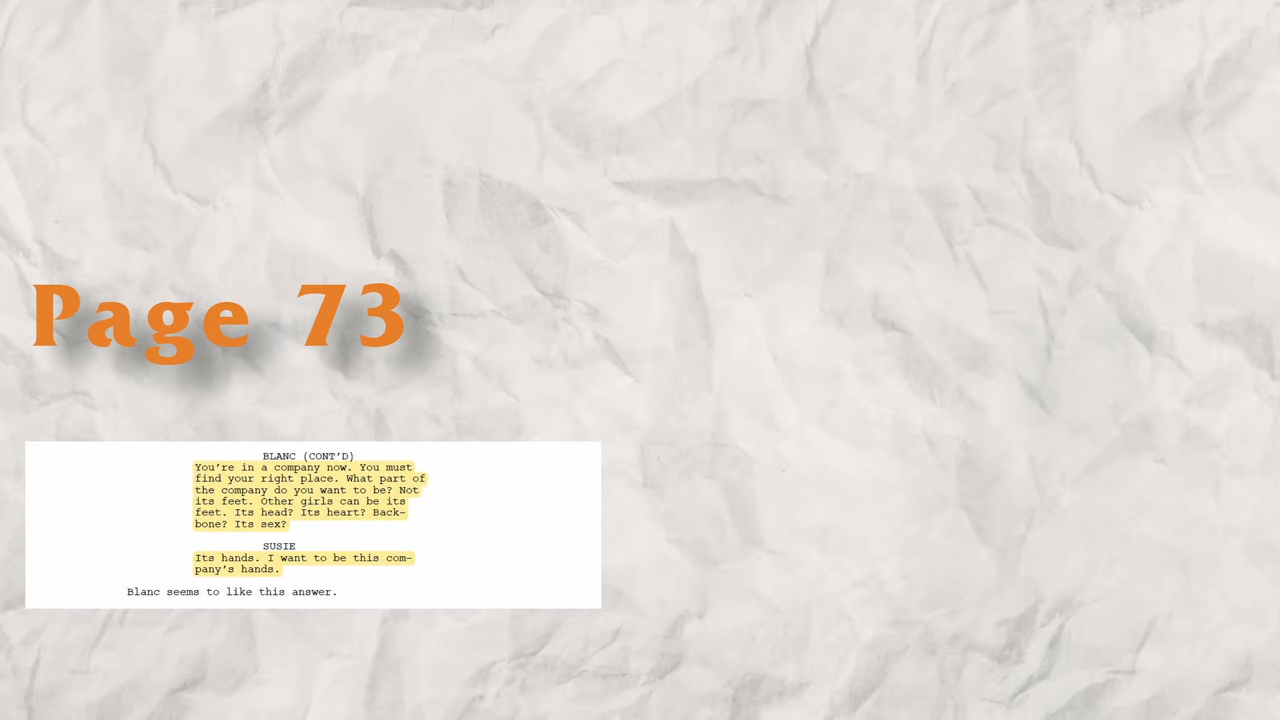 Page 73
BLANC (CONT'D)
You're in a company now. You must
find your right place. What part of
the company do you want to be? Not
its feet. Other girls can be its
feet. Its head? Its heart? Back-
bone? Its sex?
SUSIE
Its hands. I want to be this com-
pany's hands.
Blanc seems to like this answer.